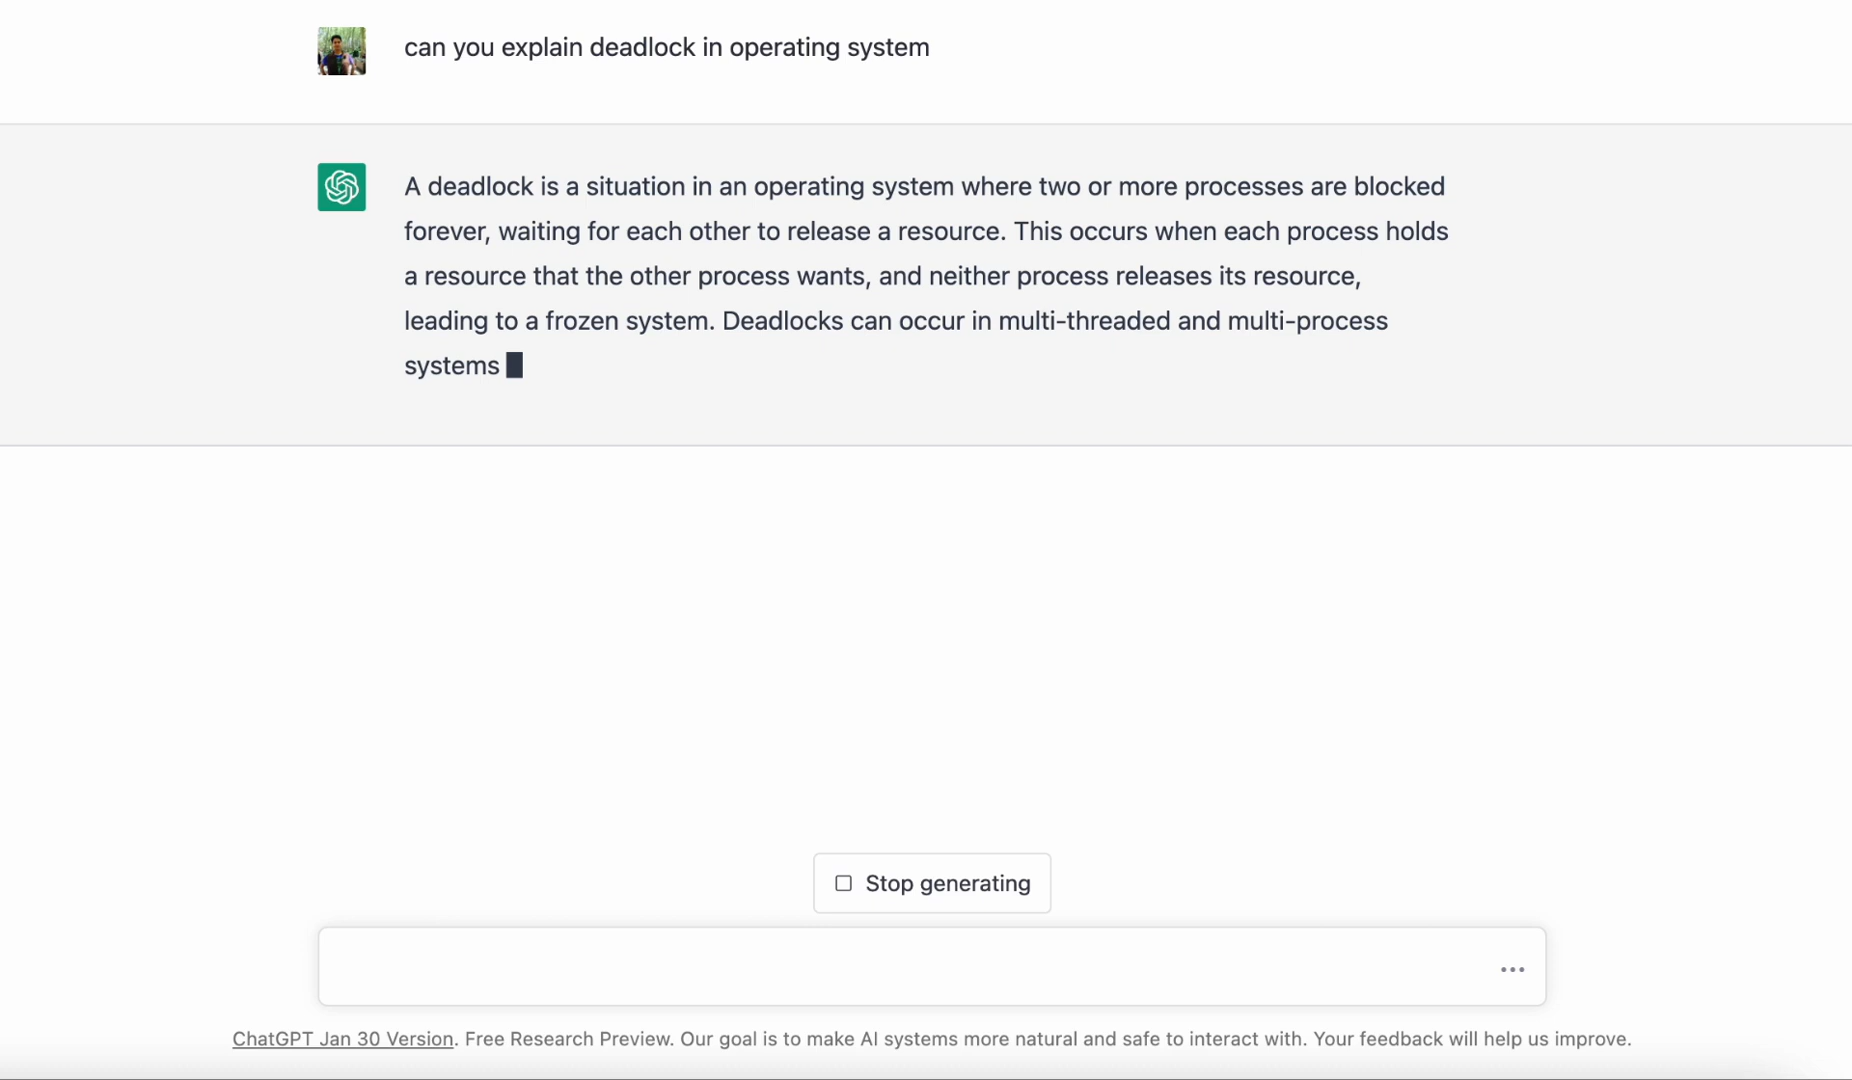 can you explain deadlock in operating system
A deadlock is a situation in an operating system where two or more processes are blocked
forever, waiting for each other to release a resource. This occurs when each process holds
a resource that the other process wants, and neither process releases its resource,
leading to a frozen system. Deadlocks can occur in multi-threaded and multi-process
systems
Stop generating
ChatGPT Jan 30 Version. Free Research Preview. Our goal is to make AI systems more natural and safe to interact with. Your feedback will help us improve.